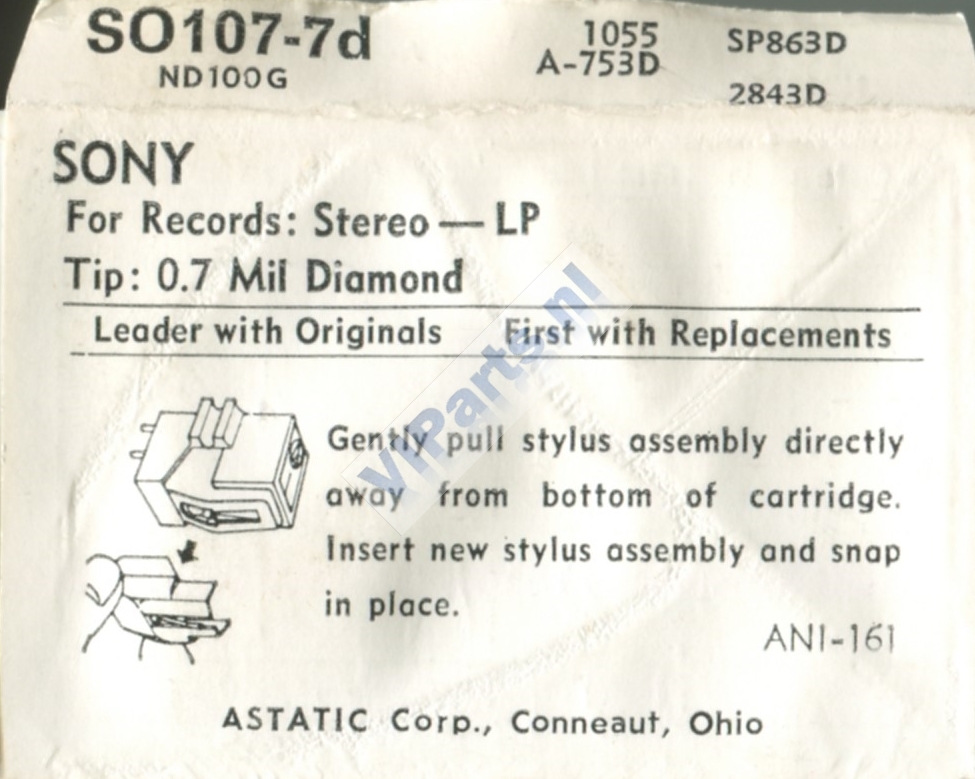 SO107-7d
ND100G
1055
A-753D
SP863D
2843D
SONY
For Records: Stereo — LP
Tip: 0.7 Mil Diamond
Leader with Originals First with Replacements
Gently pull stylus assembly directly
away from bottom of cartridge.
Insert new stylus assembly and snap
in place.
ANI-161
ASTATIC Corp., Conneaut, Ohio
VIParts.nl